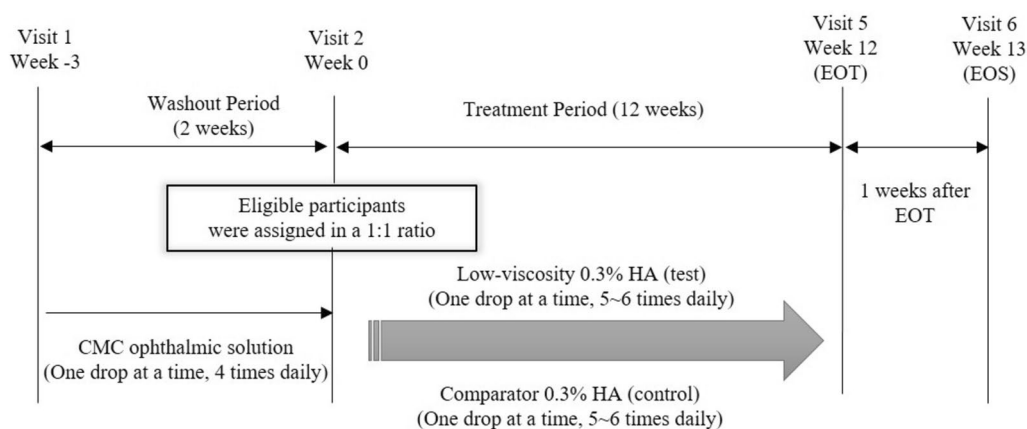 Visit 1
Week -3
Visit 2
Week 0
Visit 5
Week 12
(EOT)
Visit 6
Week 13
(EOS)
Washout Period
(2 weeks)
Treatment Period (12 weeks)
1 weeks after
EOT
Eligible participants
were assigned in a 1:1 ratio
Low-viscosity 0.3% HA (test)
(One drop at a time, 5~6 times daily)
CMC ophthalmic solution
(One drop at a time, 4 times daily)
Comparator 0.3% HA (control)
(One drop at a time, 5~6 times daily)